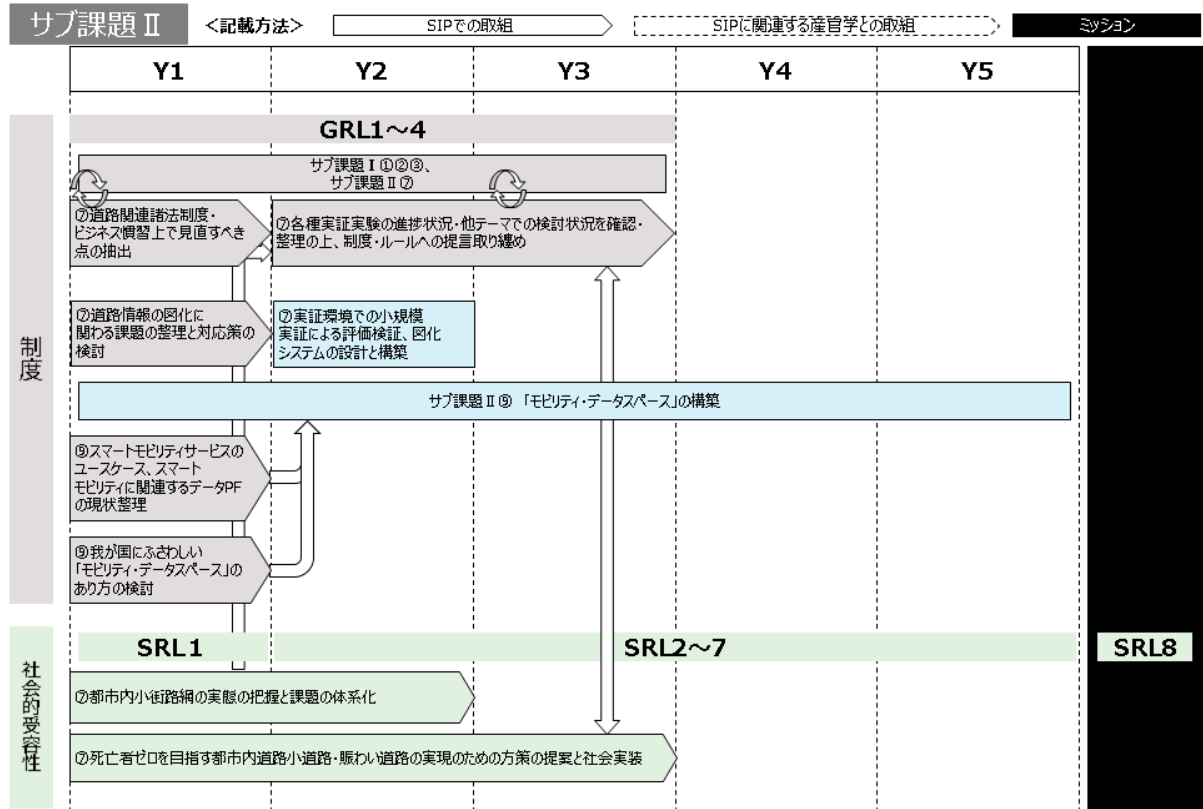 サブ課題Ⅱ
<記載方法>
SIPでの取組
SIPに関連する産官学との取組
ミッション
Y1
Y2
Y3
Y4
Y5
制度
GRL1～4
サブ課題Ⅰ①②③、
サブ課題Ⅱ⑦
⑦道路関連諸法制度・
ビジネス慣習上で見直すべき
点の抽出
⑦各種実証実験の進捗状況・他テーマでの検討状況を確認・
整理の上、制度・ルールへの提言取り纏め
⑦道路情報の図化に
関わる課題の整理と対応策の
検討
⑦実証環境での小規模
実証による評価検証、図化
システムの設計と構築
サブ課題Ⅱ⑨ 「モビリティ・データスペース」の構築
⑨スマートモビリティサービスの
ユースケース、スマート
モビリティに関連するデータPF
の現状整理
⑨我が国にふさわしい
「モビリティ・データスペース」の
あり方の検討
社会的受容性
SRL1
SRL2～7
SRL8
⑦都市内小街路網の実態の把握と課題の体系化
⑦死亡者ゼロを目指す都市内道路小道路・賑わい道路の実現のための方策の提案と社会実装